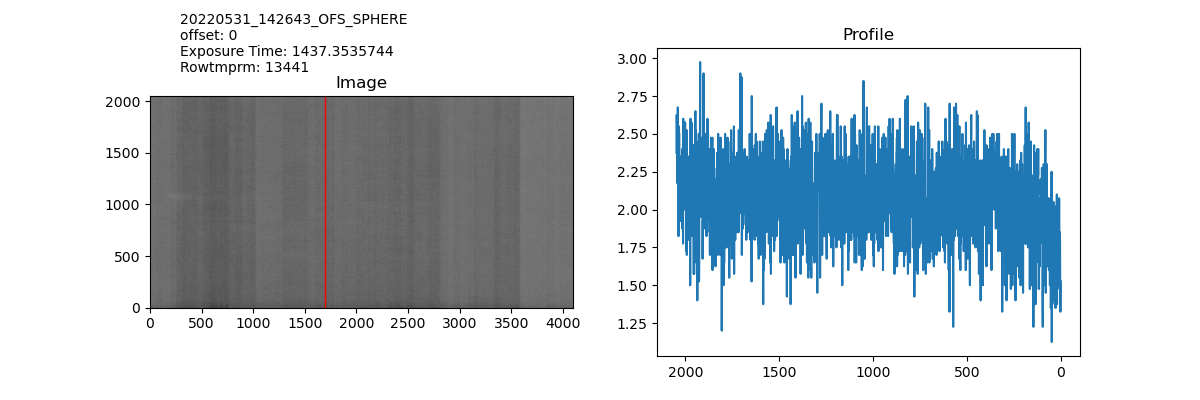 20220531_142643_OFS_SPHERE
offset: 0
Exposure Time: 1437.3535744
Rowtmprm: 13441
Image
2000
1500
1000
500
0
0 500 1000 1500 2000 2500 3000 3500 4000
Profile
3.00
2.75
2.50
2.25
2.00
1.75
1.50
1.25
2000 1500 1000 500 0